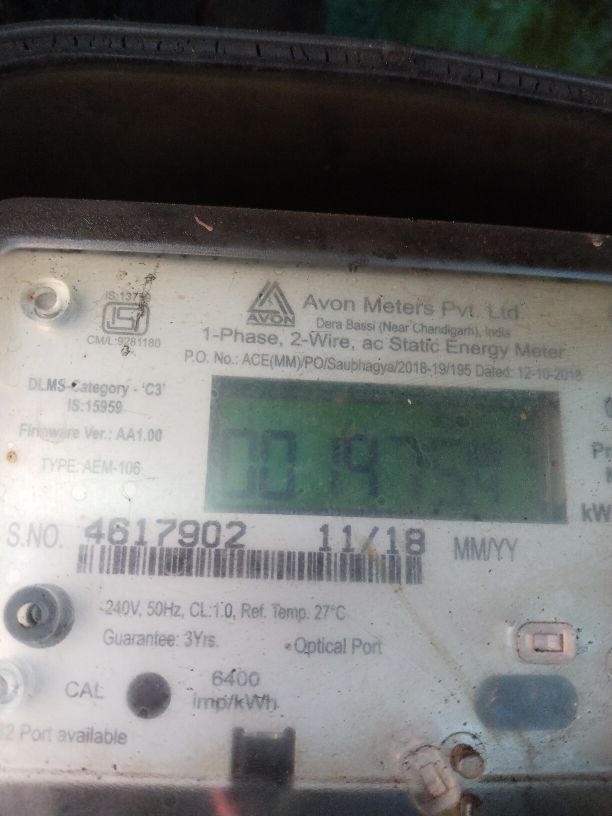 AVON
Avon Meters Pvt. Ltd
Dera Bassi (Near Chandigarh), India
1-Phase, 2-Wire, ac Static Energy Meter
P.O. No.: ACE(MM)/PO/Saubhagya/2018-19/195 Dated: 12-10-2018
CM/L:9281180
DLMS Category - 'C3'
IS:15959
Firmware Ver.: AA1.00
TYPE: AEM-106
S.NO. 4617902 11/18 MM/YY
240V, 50Hz, CL:1.0, Ref. Temp. 27°C
Guarantee: 3Yrs. Optical Port
CAL
6400
imp/kWh
Port available